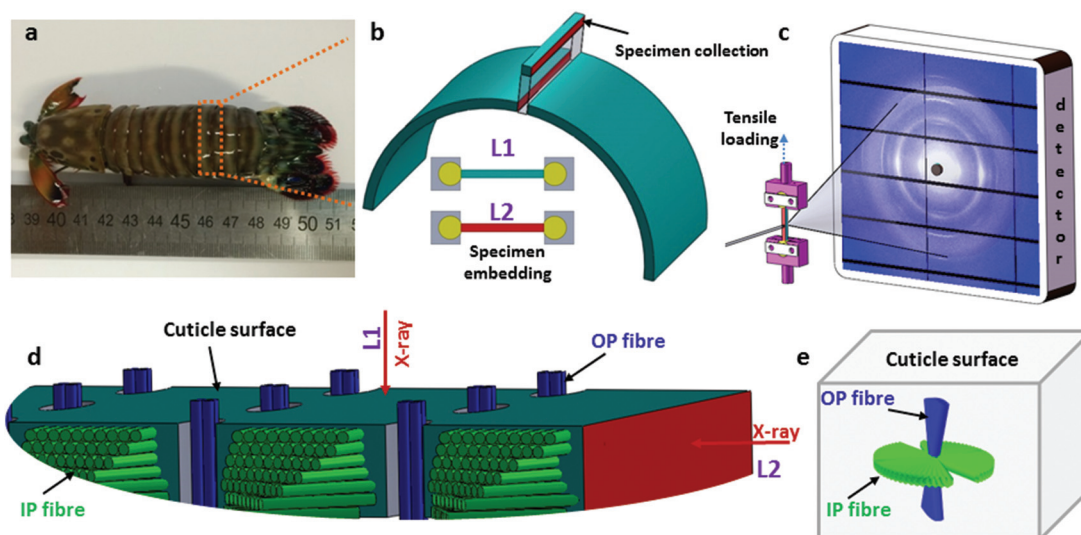 a
38 39 40 41 42 43 44 45 46 47 48 49 50 51 5
b
Specimen collection
L1
L2
Specimen
embedding
c
Tensile
loading
detector
d
Cuticle surface
L1
X-ray
OP fibre
X-ray
L2
IP fibre
e
Cuticle surface
OP fibre
IP fibre